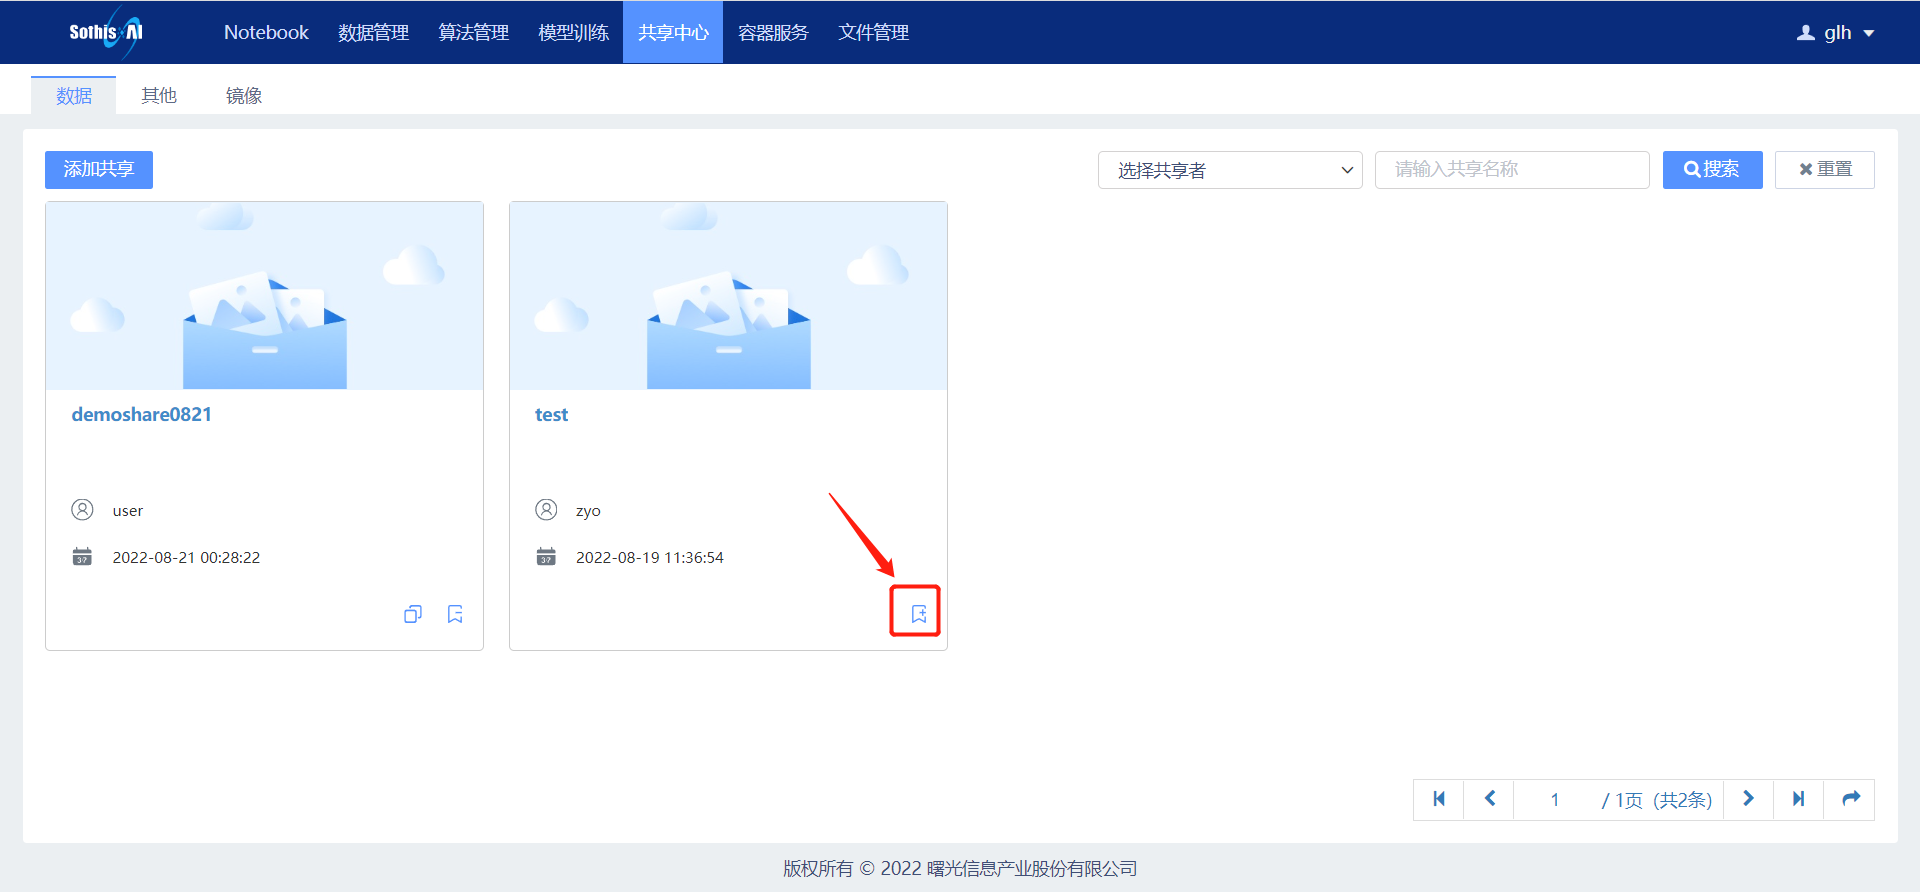 Sothis AI Notebook 数据管理 算法管理 模型训练 共享中心 容器服务 文件管理 glh
数据 其他 镜像
添加共享 选择共享者 请输入共享名称 搜索 重置
demoshare0821
user
37 2022-08-21 00:28:22
test
zyo
37 2022-08-19 11:36:54
1 / 1页 (共2条)
版权所有 © 2022 曙光信息产业股份有限公司